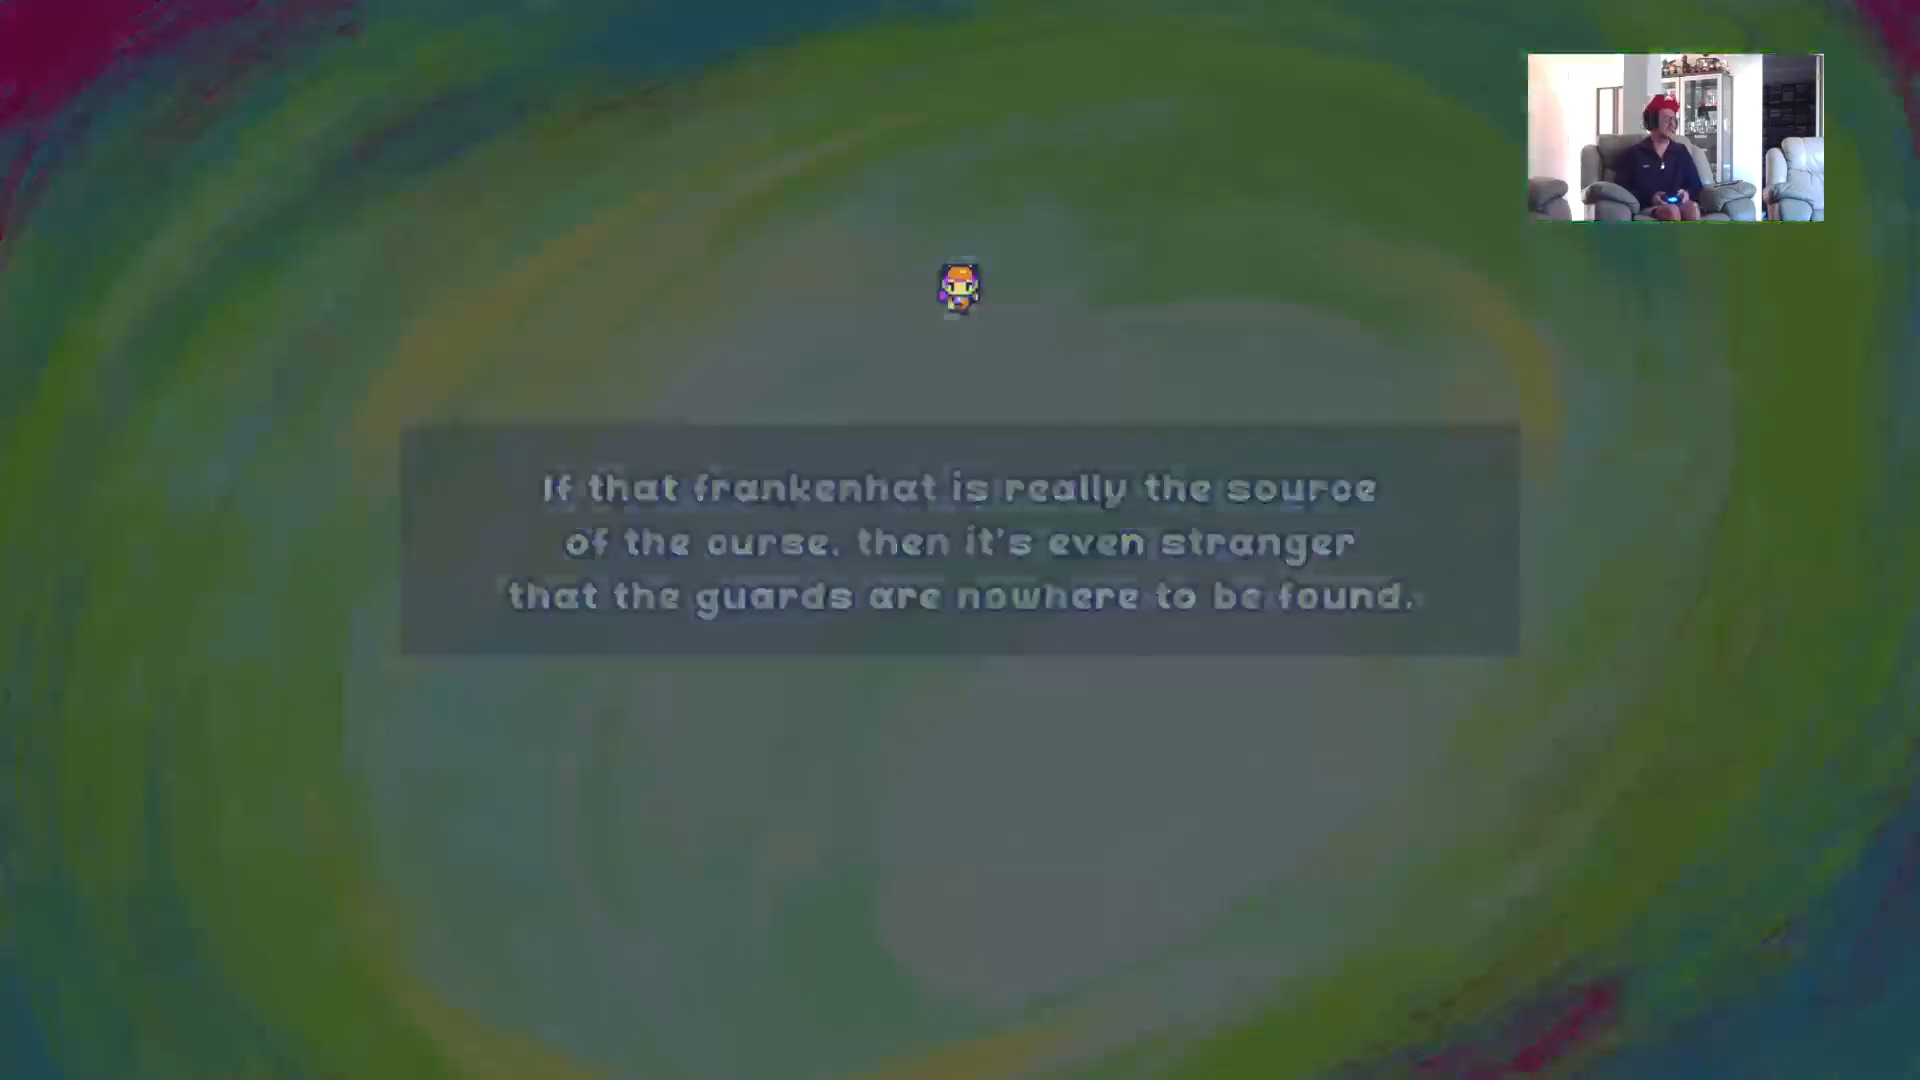 If that frankenhat is really the source
of the curse, then it's even stranger
that the guards are nowhere to be found.